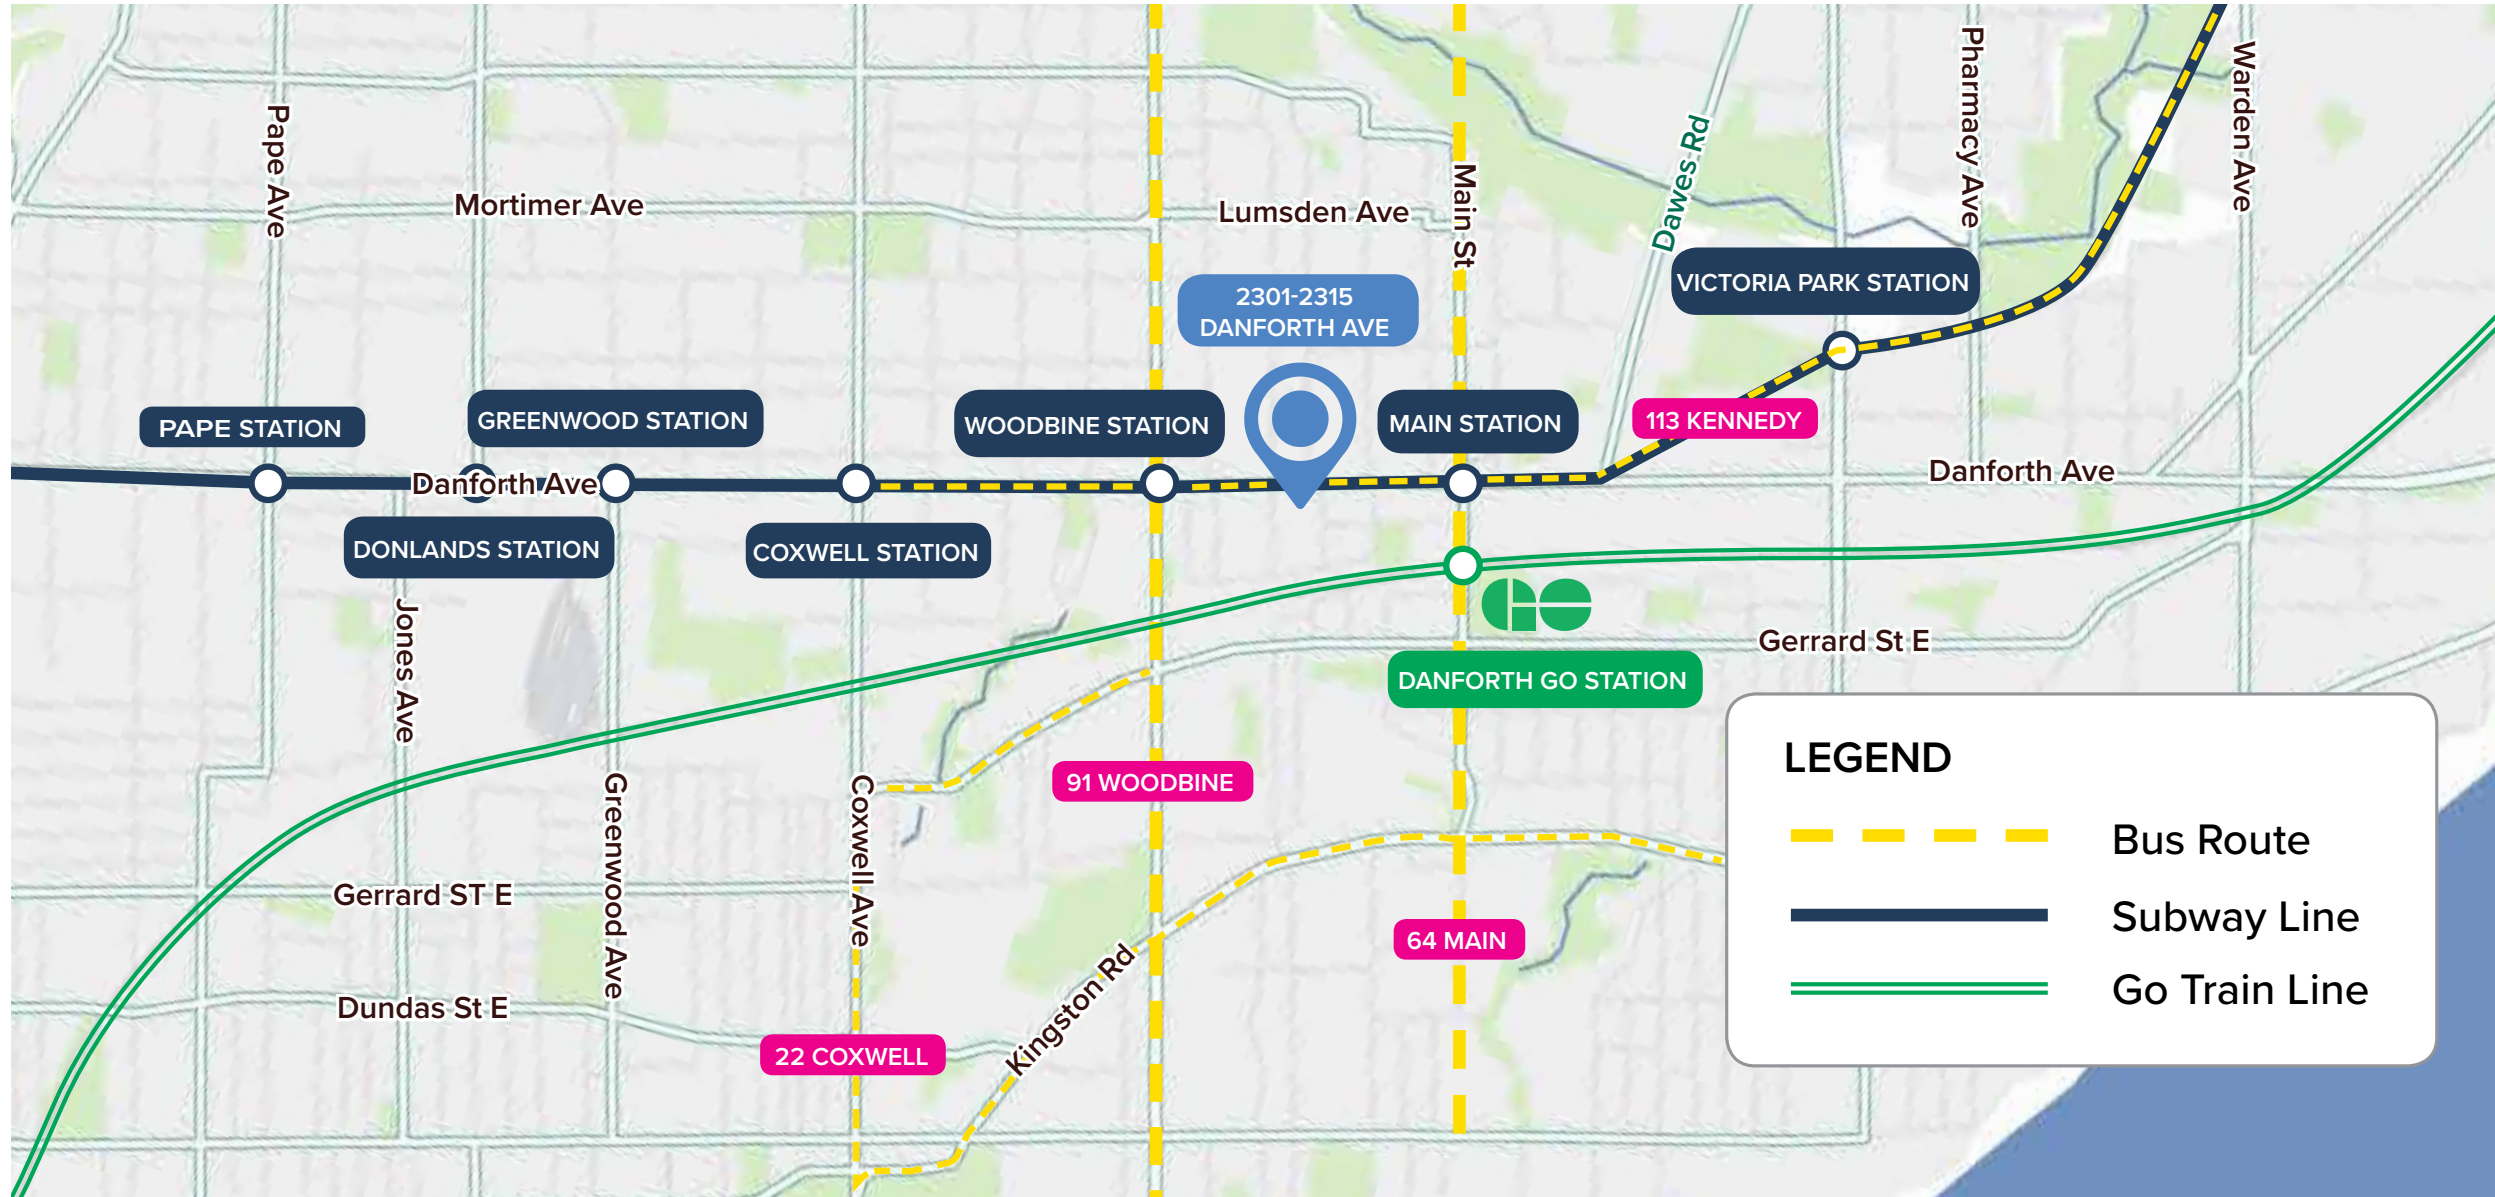 Pape Ave
Mortimer Ave
Lumsden Ave
Main St
Dawes Rd
Pharmacy Ave
Warden Ave
VICTORIA PARK STATION
2301-2315
DANFORTH AVE
PAPE STATION
GREENWOOD STATION
WOODBINE STATION
MAIN STATION
113 KENNEDY
Danforth Ave
Danforth Ave
DONLANDS STATION
COXWELL STATION
GO
DANFORTH GO STATION
Gerrard St E
Jones Ave
Greenwood Ave
Coxwell Ave
91 WOODBINE
Gerrard ST E
64 MAIN
Kingston Rd
Dundas St E
22 COXWELL
LEGEND
Bus Route
Subway Line
Go Train Line